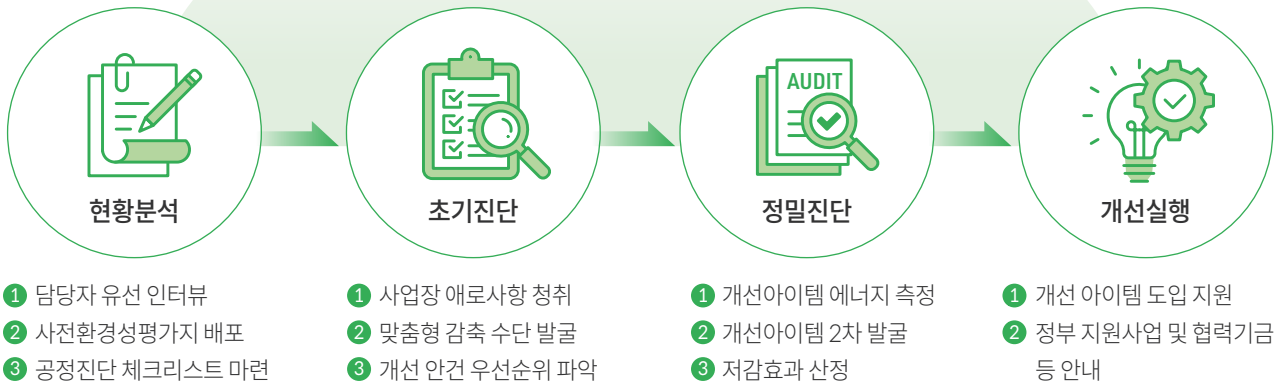 현황분석
① 담당자 유선 인터뷰
② 사전환경성평가지 배포
③ 공정진단 체크리스트 마련
초기진단
① 사업장 애로사항 청취
② 맞춤형 감축 수단 발굴
③ 개선 안건 우선순위 파악
AUDIT
정밀진단
① 개선아이템 에너지 측정
② 개선아이템 2차 발굴
③ 저감효과 산정
개선실행
① 개선 아이템 도입 지원
② 정부 지원사업 및 협력기금
등 안내